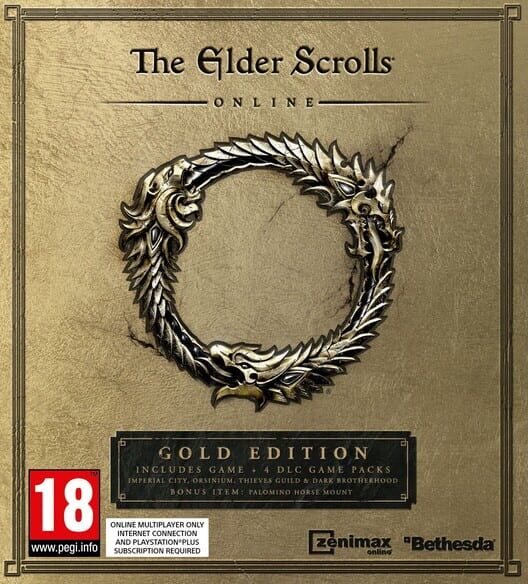 The Elder Scrolls
ONLINE
GOLD EDITION
INCLUDES GAME + 4 DLC GAME PACKS
IMPERIAL CITY, ORSINIUM, THIEVES GUILD & DARK BROTHERHOOD
BONUS ITEM: PALOMINO HORSE MOUNT
18
www.pegi.info
ONLINE MULTIPLAYER ONLY
INTERNET CONNECTION
AND PLAYSTATION®PLUS
SUBSCRIPTION REQUIRED
zenimax
online
Bethesda